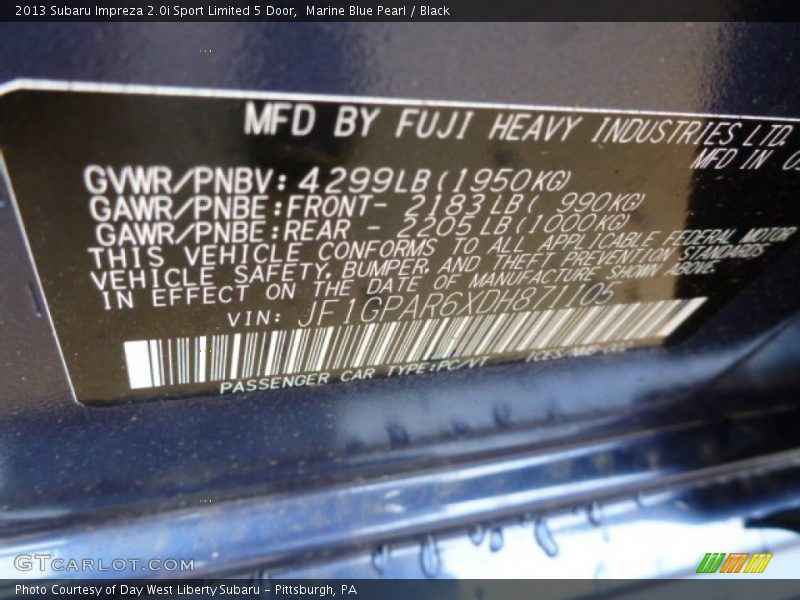 2013 Subaru Impreza 2.0i Sport Limited 5 Door,  Marine Blue Pearl / Black
MFD BY FUJI HEAVY INDUSTRIES LTD.
MFD IN
GVWR/PNBV: 4299LB(1950KG)
GAWR/PNBE:FRONT- 2183LB( 990KG)
GAWR/PNBE:REAR - 2205LB(1000KG)
THIS VEHICLE CONFORMS TO ALL APPLICABLE FEDERAL MOTOR
VEHICLE SAFETY, BUMPER, AND THEFT PREVENTION STANDARDS
IN EFFECT ON THE DATE OF MANUFACTURE SHOWN ABOVE.
VIN: JF1GPAR6XDH871105
PASSENGER CAR TYPE:PC/VT
GTCARLOT.COM
Photo Courtesy of Day West Liberty Subaru - Pittsburgh, PA